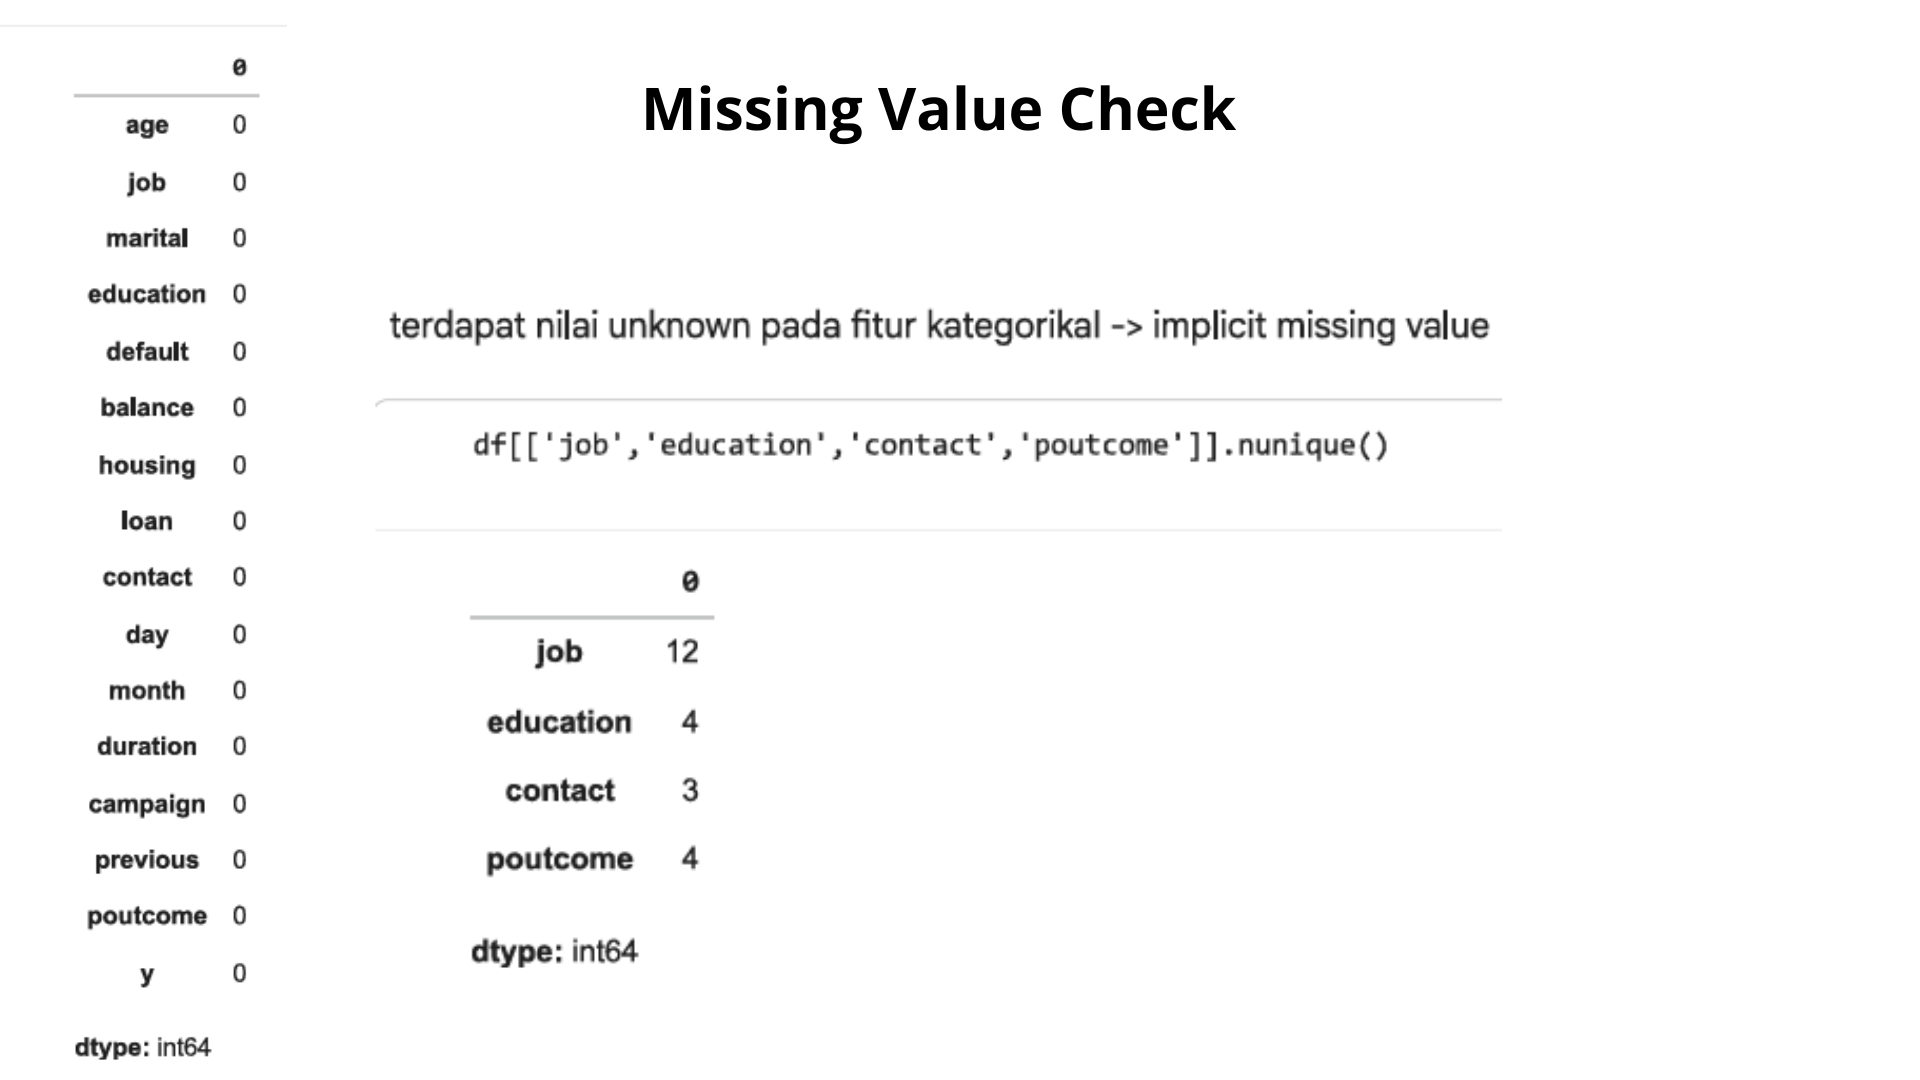 0
age 0
job 0
marital 0
education 0
default 0
balance 0
housing 0
loan 0
contact 0
day 0
month 0
duration 0
campaign 0
previous 0
poutcome 0
y 0
dtype: int64
Missing Value Check
terdapat nilai unknown pada fitur kategorikal -> implicit missing value
df[['job','education','contact','poutcome']].nunique()
0
job 12
education 4
contact 3
poutcome 4
dtype: int64